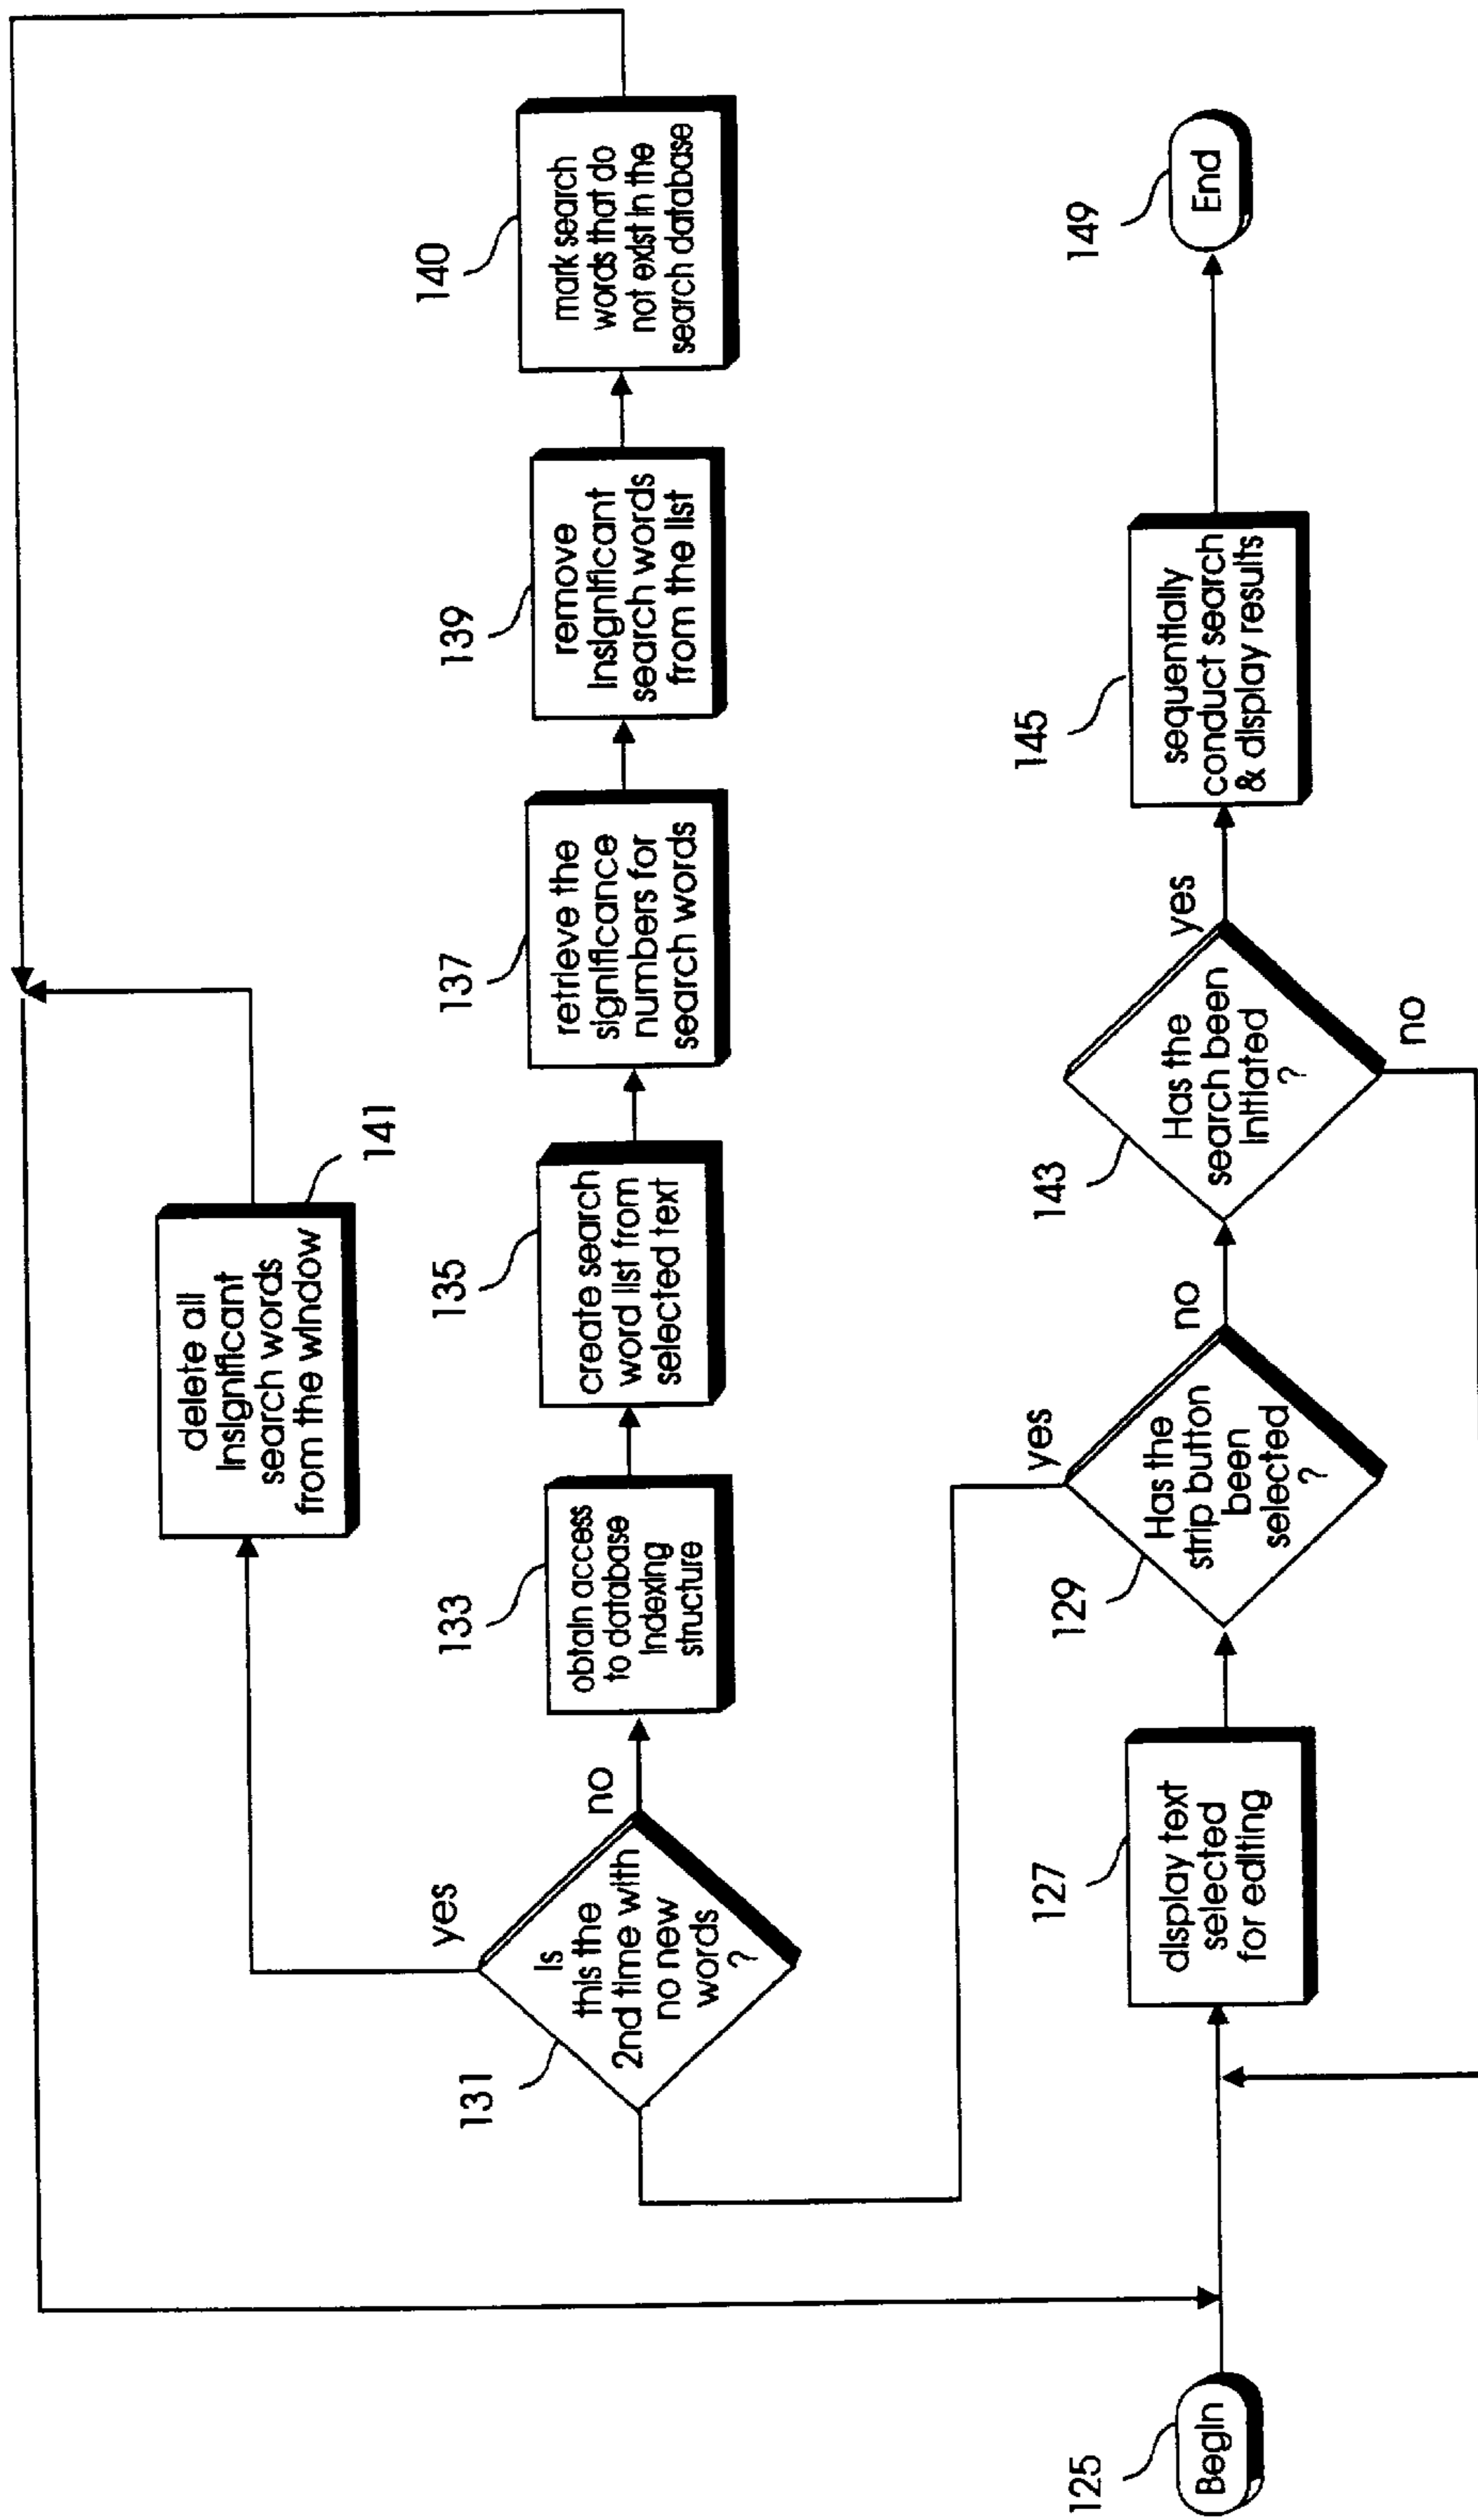 141
delete all
insignificant
search words
from the window
131
Is
this the
2nd time with
no new
words
?
yes
no
133
obtain access
to database
indexing
structure
135
create search
word list from
selected text
137
retrieve the
significance
numbers for
search words
139
remove
insignificant
search words
from the list
140
mark search
words that do
not exist in the
search database
125
Begin
127
display text
selected
for editing
129
Has the
strip button
been
selected
?
yes
no
143
Has the
search been
initiated
?
yes
no
145
sequentially
conduct search
& display results
149
End